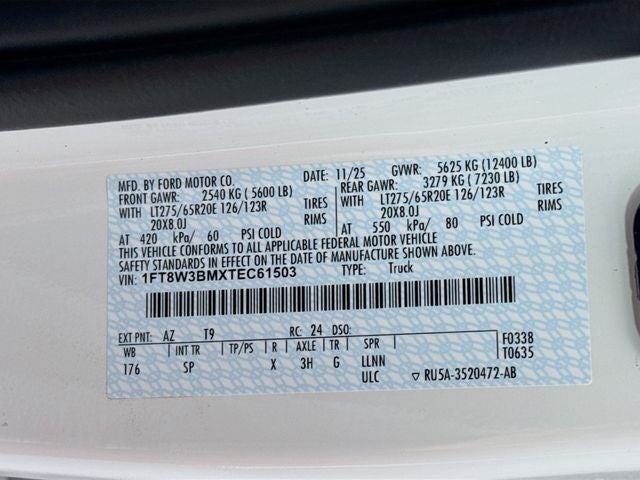 MFD. BY FORD MOTOR CO. DATE: 11/25 GVWR: 5625 KG (12400 LB)
FRONT GAWR: 2540 KG ( 5600 LB) REAR GAWR: 3279 KG ( 7230 LB)
WITH LT275/65R20E 126/123R TIRES WITH LT275/65R20E 126/123R TIRES
20X8.0J RIMS 20X8.0J RIMS
AT 420 kPa/ 60 PSI COLD AT 550 kPa/ 80 PSI COLD
THIS VEHICLE CONFORMS TO ALL APPLICABLE FEDERAL MOTOR VEHICLE
SAFETY STANDARDS IN EFFECT ON THE DATE OF MANUFACTURE SHOWN ABOVE.
VIN: 1FT8W3BMXTEC61503 TYPE: Truck
EXT PNT: AZ T9 RC: 24 DSO: F0338
WB INT TR TP/PS R AXLE TR SPR T0635
176 SP X 3H G LLNN
ULC ▽ RU5A-3520472-AB